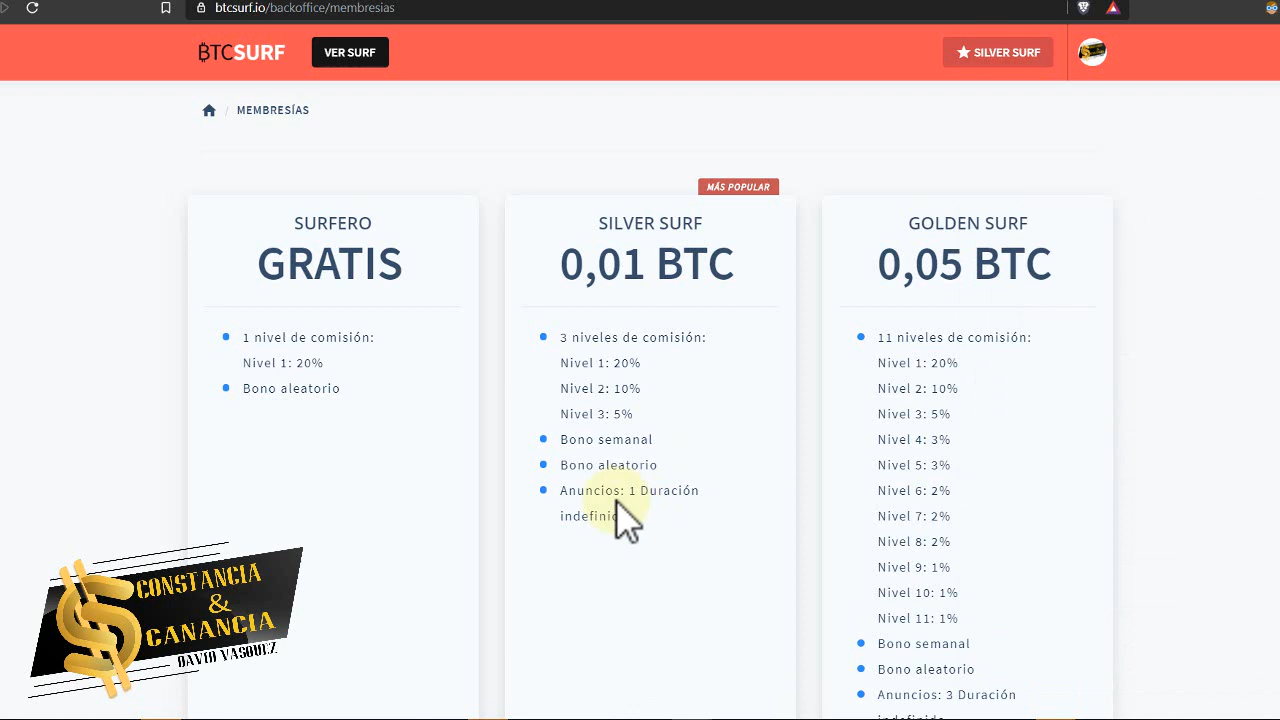 btcsurf.io/backoffice/membresias
BTCSURF
VER SURF
SILVER SURF
/ MEMBRESÍAS
SURFERO
GRATIS
1 nivel de comisión:
Nivel 1: 20%
Bono aleatorio
MÁS POPULAR
SILVER SURF
0,01 BTC
3 niveles de comisión:
Nivel 1: 20%
Nivel 2: 10%
Nivel 3: 5%
Bono semanal
Bono aleatorio
Anuncios: 1 Duración
GOLDEN SURF
0,05 BTC
11 niveles de comisión:
Nivel 1: 20%
Nivel 2: 10%
Nivel 3: 5%
Nivel 4: 3%
Nivel 5: 3%
Nivel 6: 2%
Nivel 7: 2%
Nivel 8: 2%
Nivel 9: 1%
Nivel 10: 1%
Nivel 11: 1%
Bono semanal
Bono aleatorio
Anuncios: 3 Duración
$ CONSTANCIA
&
GANANCIA
DAVID VASQUEZ